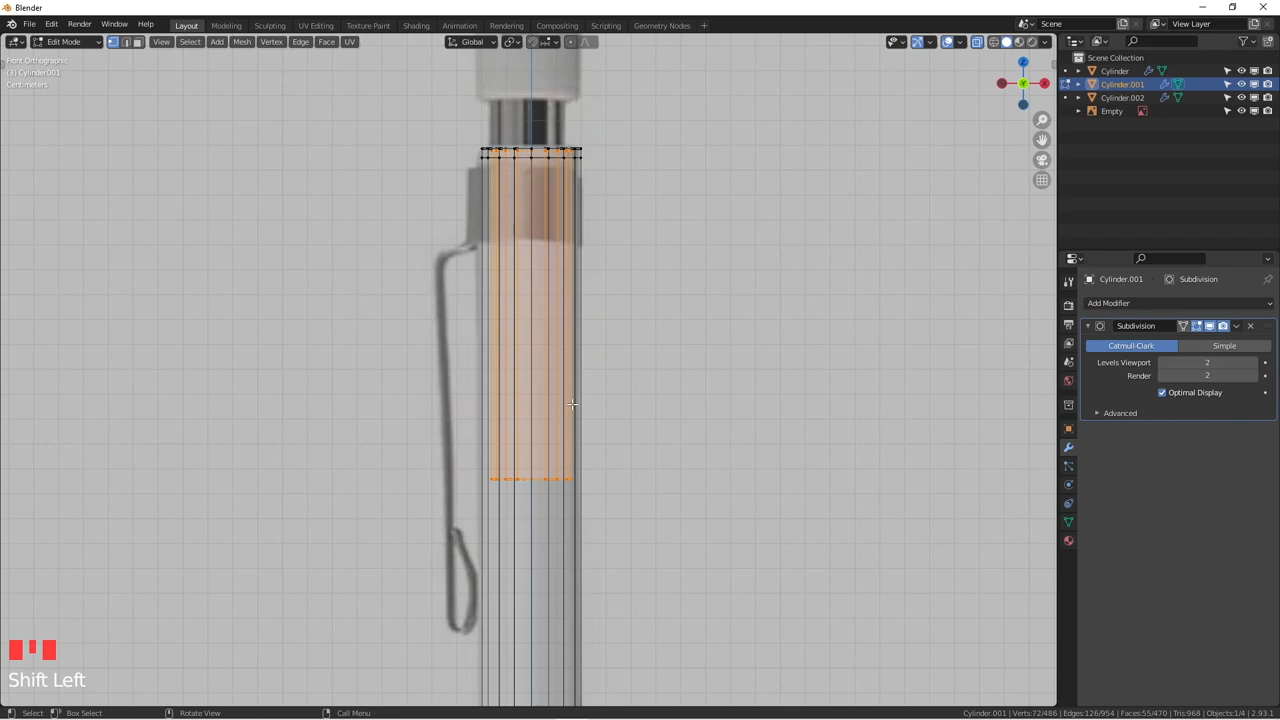 Blender
File Edit Render Window Help Layout Modeling Sculpting UV Editing Texture Paint Shading Animation Rendering Compositing Scripting Geometry Nodes + Scene View Layer
Edit Mode View Select Add Mesh Vertex Edge Face UV Global
Front Orthographic
(3) Cylinder001
Centimeters
Z
Y
X
Scene Collection
Cylinder
Cylinder.001
Cylinder.002
Empty
Cylinder.001 Subdivision
Add Modifier
Subdivision
Catmull-Clark Simple
Levels Viewport 2
Render 2
Optimal Display
Advanced
Shift Left
Select Box Select Rotate View Call Menu Cylinder.001 | Verts:72/486 | Edges:126/954 | Faces:55/470 | Tris:968 | Objects:1/4 | 2.93.1